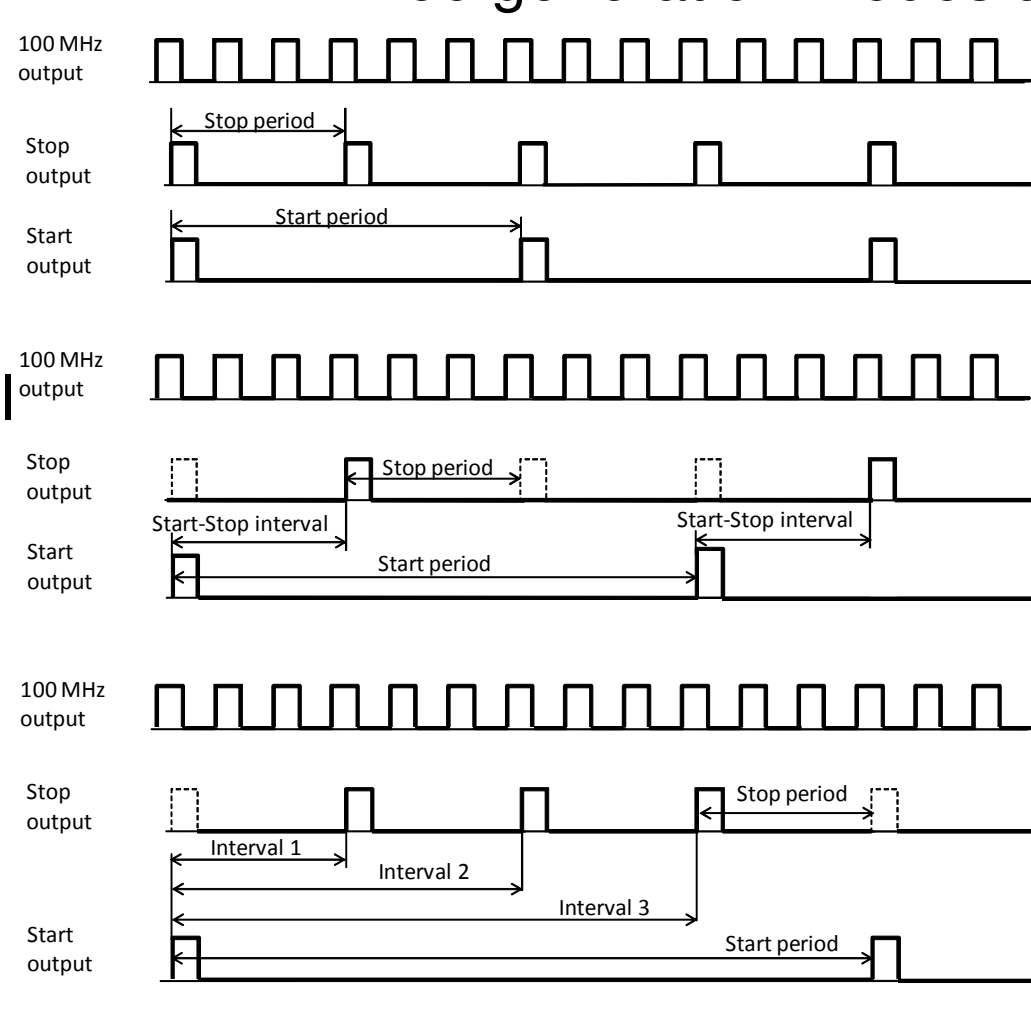 100 MHz
output
Stop period
Stop
output
Start period
Start
output
100 MHz
output
Stop
output
Stop period
Start-Stop interval
Start-Stop interval
Start
output
Start period
100 MHz
output
Stop
output
Stop period
Interval 1
Interval 2
Interval 3
Start
output
Start period